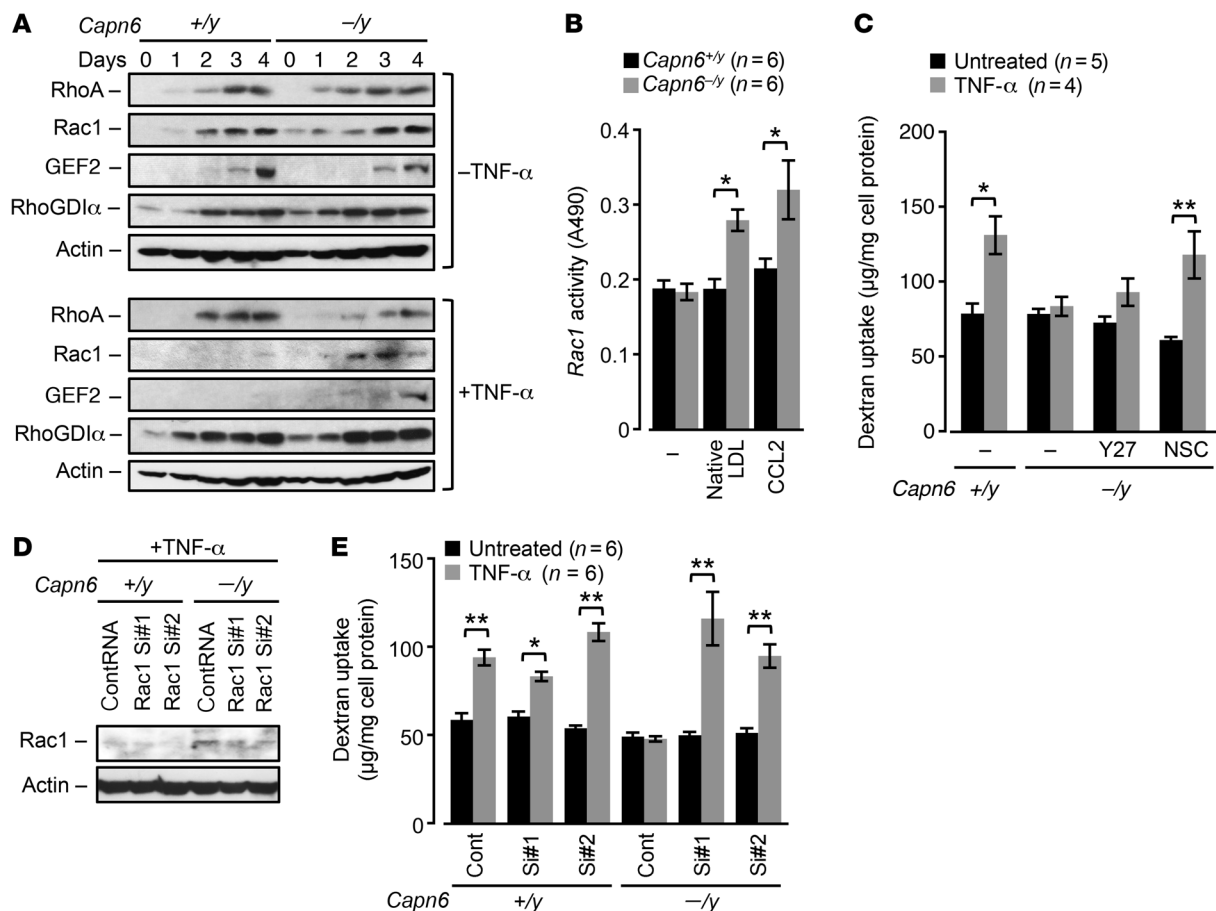 A
Capn6 +/y −/y
Days 0 1 2 3 4 0 1 2 3 4
RhoA
Rac1
GEF2
RhoGDIα
Actin
−TNF-α
RhoA
Rac1
GEF2
RhoGDIα
Actin
+TNF-α
B
Capn6+/y (n = 6)
Capn6−/y (n = 6)
Rac1 activity (A490)
0.4
0.3
0.2
0.1
0
* *
− Native LDL CCL2
C
Untreated (n = 5)
TNF-α (n = 4)
Dextran uptake (µg/mg cell protein)
200
150
100
50
0
* **
− − Y27 NSC
Capn6 +/y −/y
D
+TNF-α
Capn6 +/y −/y
ContRNA Rac1 Si#1 Rac1 Si#2 ContRNA Rac1 Si#1 Rac1 Si#2
Rac1
Actin
E
Untreated (n = 6)
TNF-α (n = 6)
Dextran uptake
(µg/mg cell protein)
150
100
50
0
** * ** ** **
Cont Si#1 Si#2 Cont Si#1 Si#2
Capn6 +/y −/y